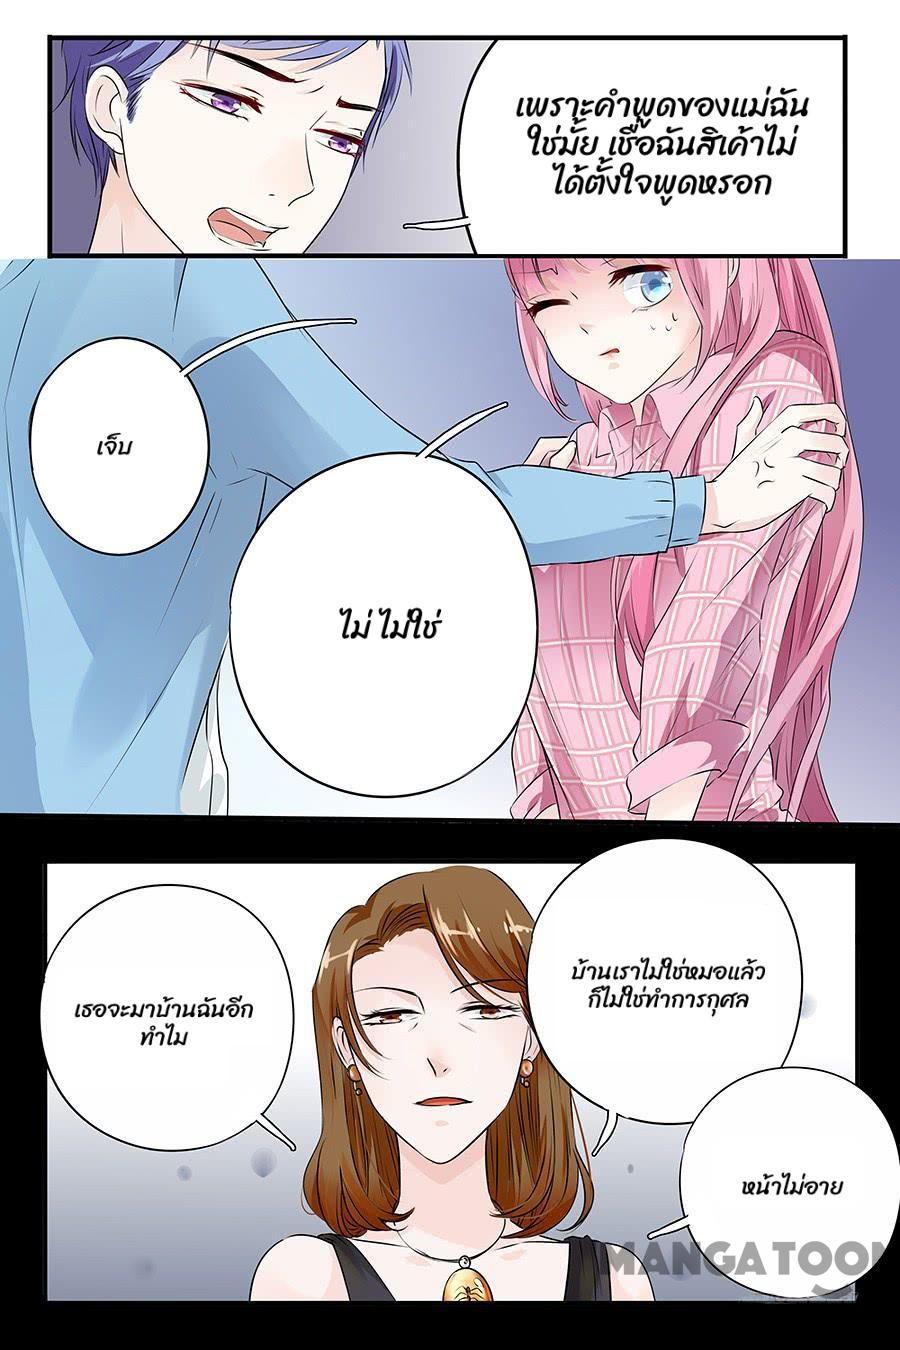 เพราะคำพูดของแม่ฉัน
ใช่มั้ย เชื่อฉันสิเค้าไม่
ได้ตั้งใจพูดหรอก
เจ็บ
ไม่ ไม่ใช่
เธอจะมาบ้านฉันอีก
ทำไม
บ้านเราไม่ใช่หมอแล้ว
ก็ไม่ใช่ทำการกุศล
หน้าไม่อาย
MANGATOON